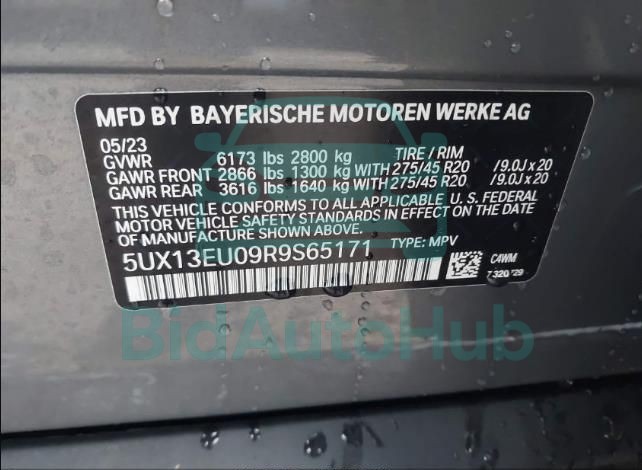 MFD BY BAYERISCHE MOTOREN WERKE AG
05/23
GVWR 6173 lbs 2800 kg TIRE / RIM
GAWR FRONT 2866 lbs 1300 kg WITH 275/45 R20 /9.0J x 20
GAWR REAR 3616 lbs 1640 kg WITH 275/45 R20 /9.0J x 20
THIS VEHICLE CONFORMS TO ALL APPLICABLE U.S. FEDERAL
MOTOR VEHICLE SAFETY STANDARDS IN EFFECT ON THE DATE
OF MANUFACTURE SHOWN ABOVE.
5UX13EU09R9S65171 TYPE: MPV
C4WM
BidAutoHub